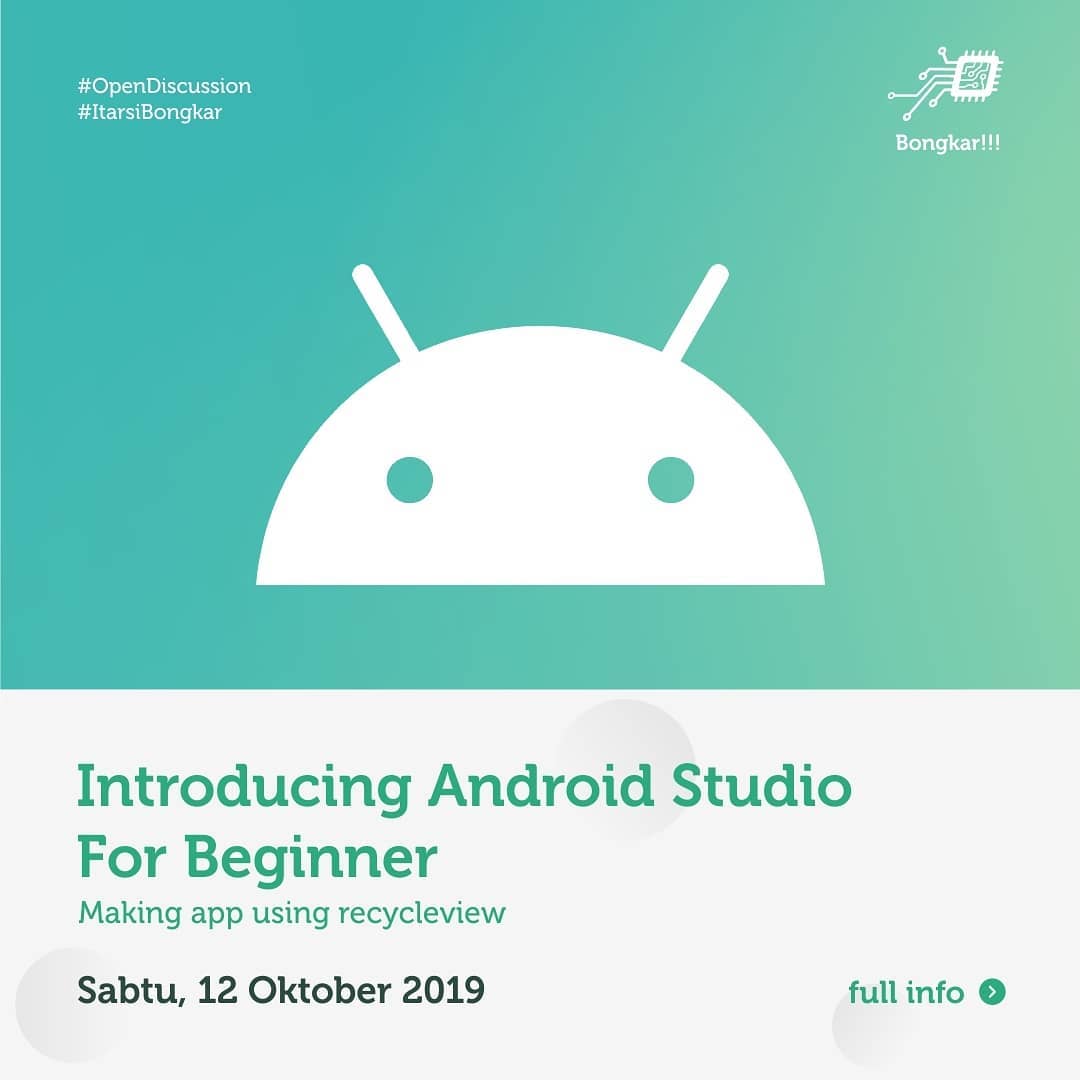 #OpenDiscussion
#ItarsiBongkar
Bongkar!!!
Introducing Android Studio
For Beginner
Making app using recycleview
Sabtu, 12 Oktober 2019
full info